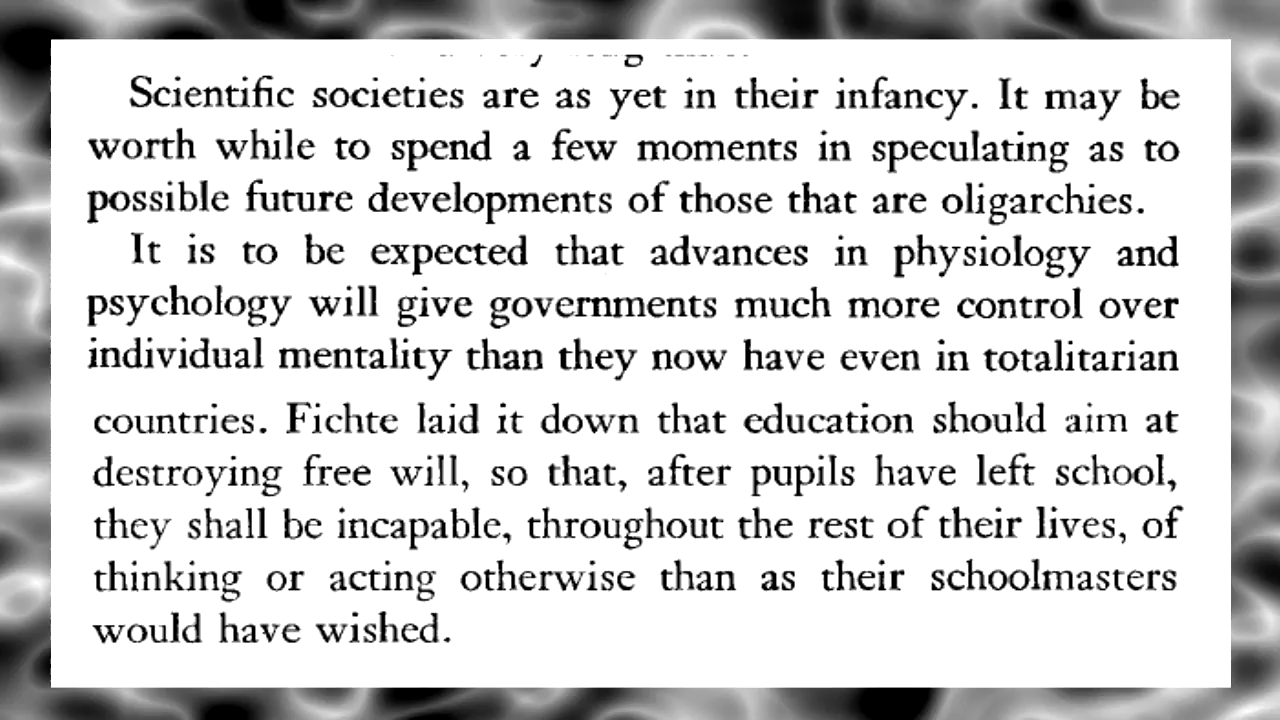 Scientific societies are as yet in their infancy. It may be
worth while to spend a few moments in speculating as to
possible future developments of those that are oligarchies.
It is to be expected that advances in physiology and
psychology will give governments much more control over
individual mentality than they now have even in totalitarian
countries. Fichte laid it down that education should aim at
destroying free will, so that, after pupils have left school,
they shall be incapable, throughout the rest of their lives, of
thinking or acting otherwise than as their schoolmasters
would have wished.